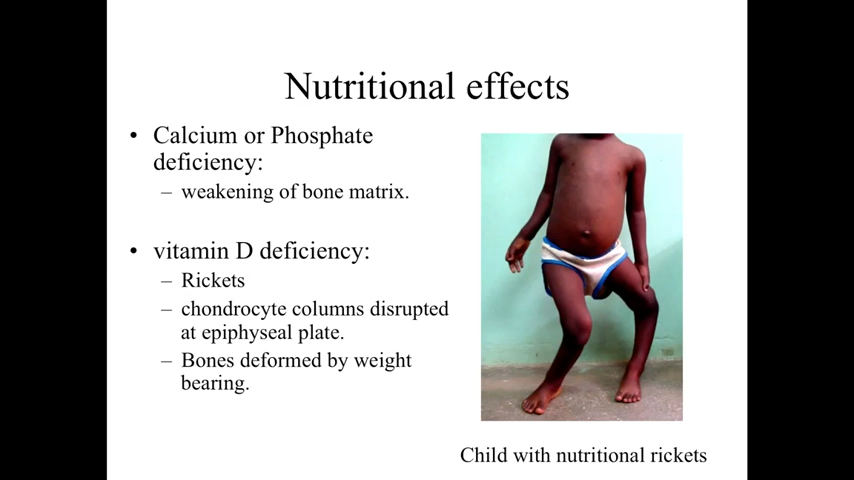 Nutritional effects
• Calcium or Phosphate
deficiency:
– weakening of bone matrix.
• vitamin D deficiency:
– Rickets
– chondrocyte columns disrupted
at epiphyseal plate.
– Bones deformed by weight
bearing.
Child with nutritional rickets